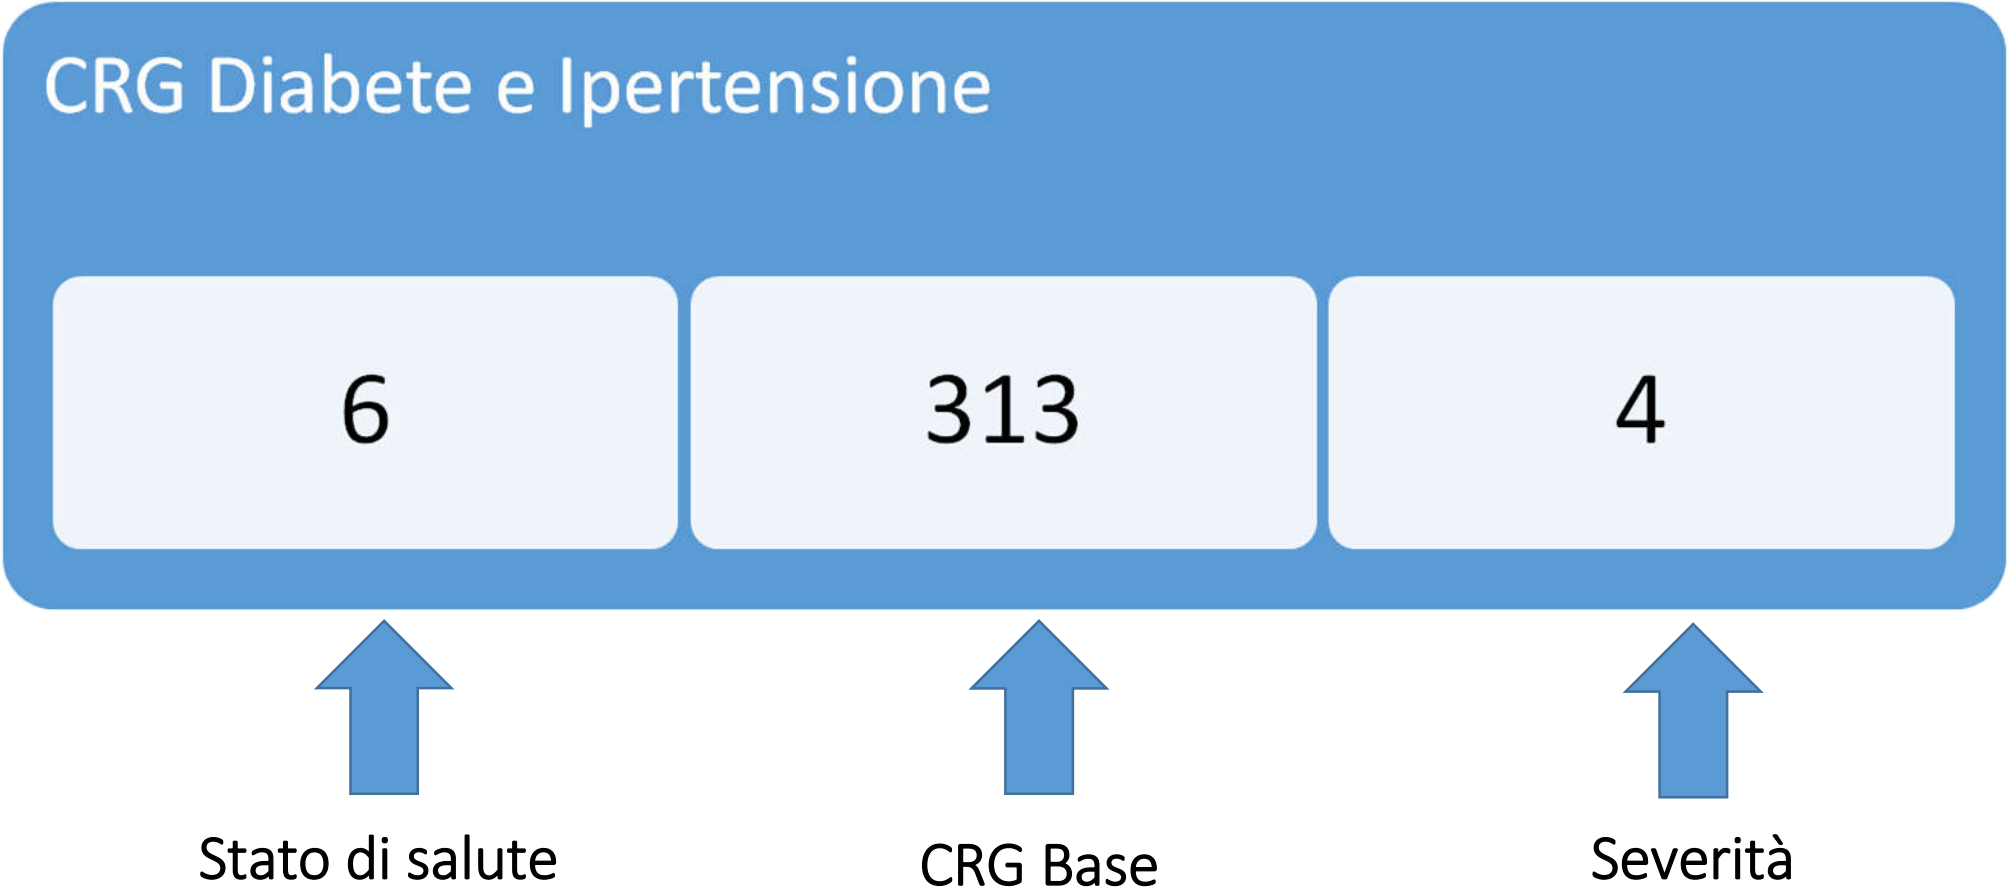 CRG Diabete e Ipertensione
6
313
4
Stato di salute
CRG Base
Severità